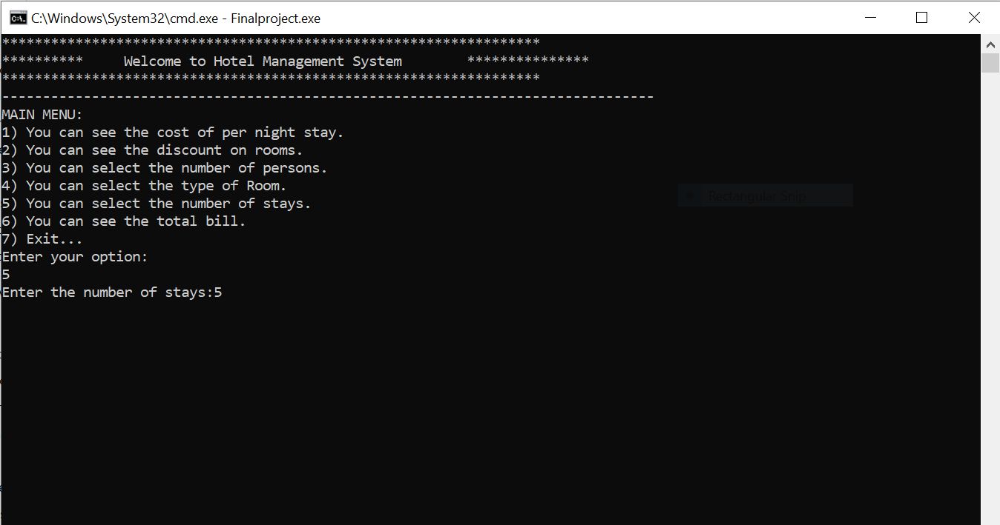 C:\Windows\System32\cmd.exe - Finalproject.exe
******************************************************************
**********     Welcome to Hotel Management System        ***************
******************************************************************
--------------------------------------------------------------------------------
MAIN MENU:
1) You can see the cost of per night stay.
2) You can see the discount on rooms.
3) You can select the number of persons.
4) You can select the type of Room.
5) You can select the number of stays.
Rectangular Snip
6) You can see the total bill.
7) Exit...
Enter your option:
5
Enter the number of stays:5